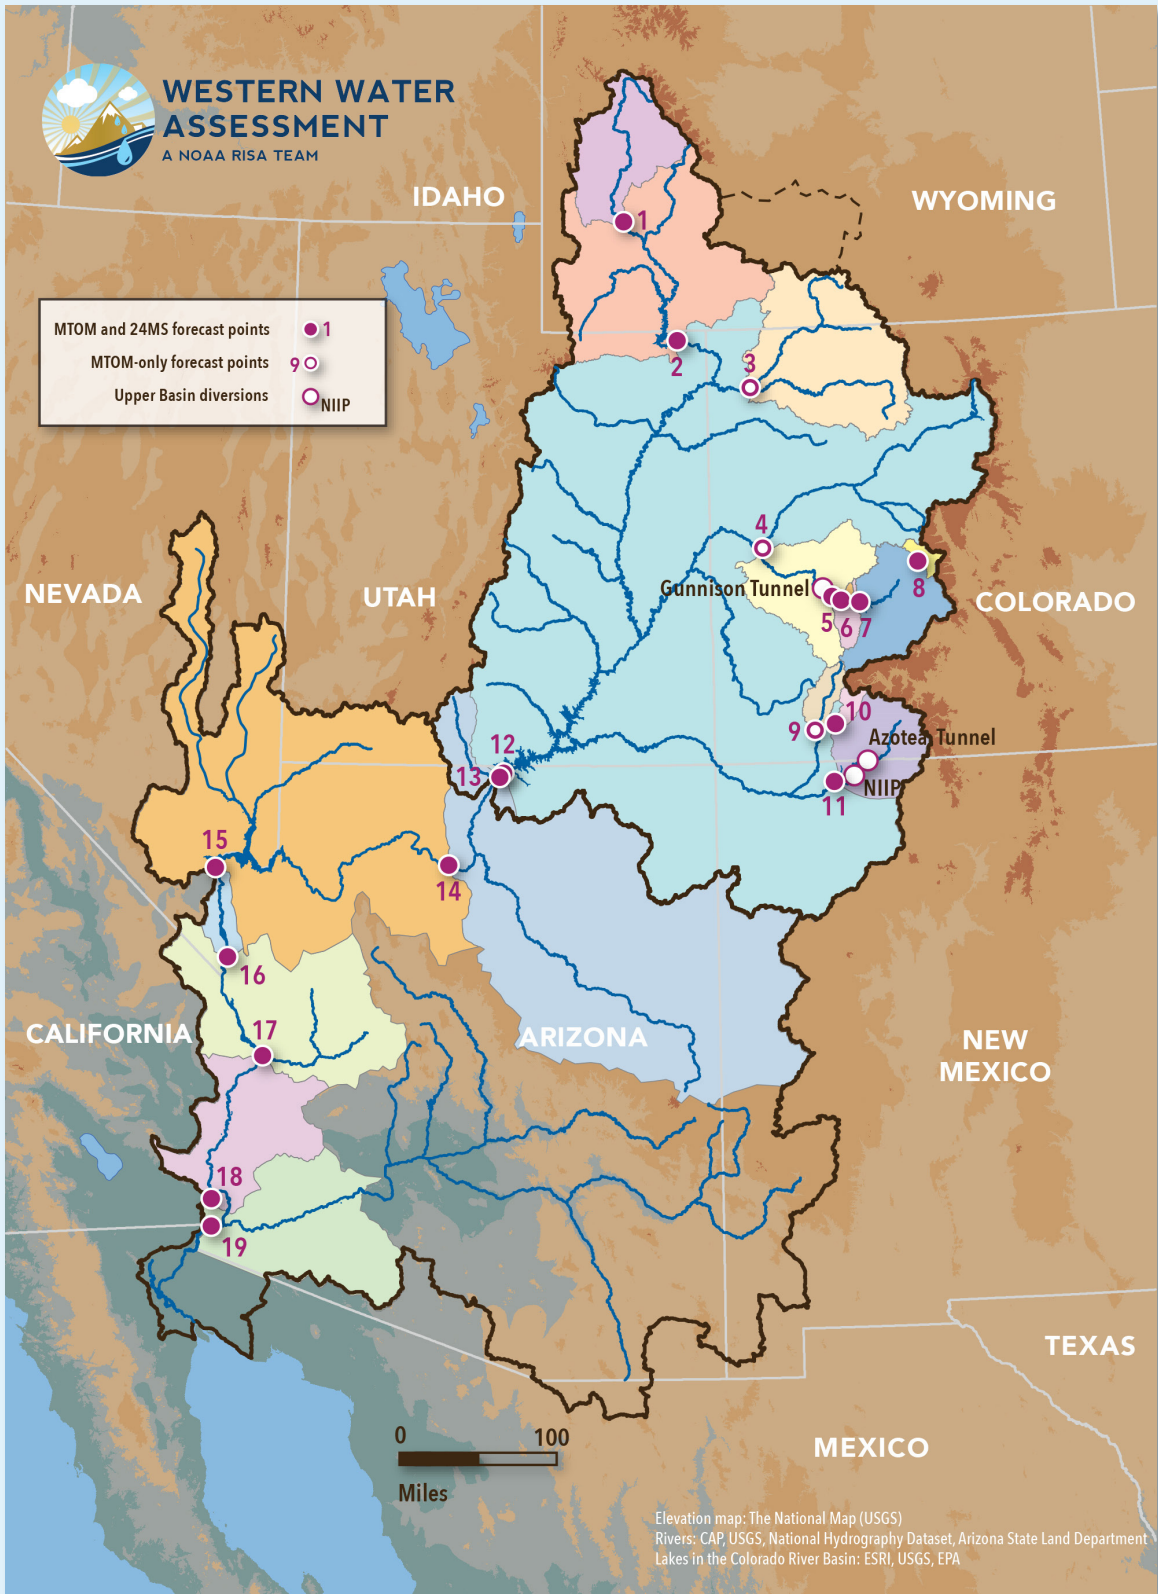 WESTERN WATER
ASSESSMENT
A NOAA RISA TEAM
IDAHO
WYOMING
1
MTOM and 24MS forecast points 1
MTOM-only forecast points 9
Upper Basin diversions NIIP
2
3
4
NEVADA
UTAH
Gunnison Tunnel
8
COLORADO
5 6 7
10
9
Azotea Tunnel
12
13
NIIP
11
15
14
16
17
CALIFORNIA
ARIZONA
NEW
MEXICO
18
19
TEXAS
0 100
Miles
MEXICO
Elevation map: The National Map (USGS)
Rivers: CAP, USGS, National Hydrography Dataset, Arizona State Land Department
Lakes in the Colorado River Basin: ESRI, USGS, EPA